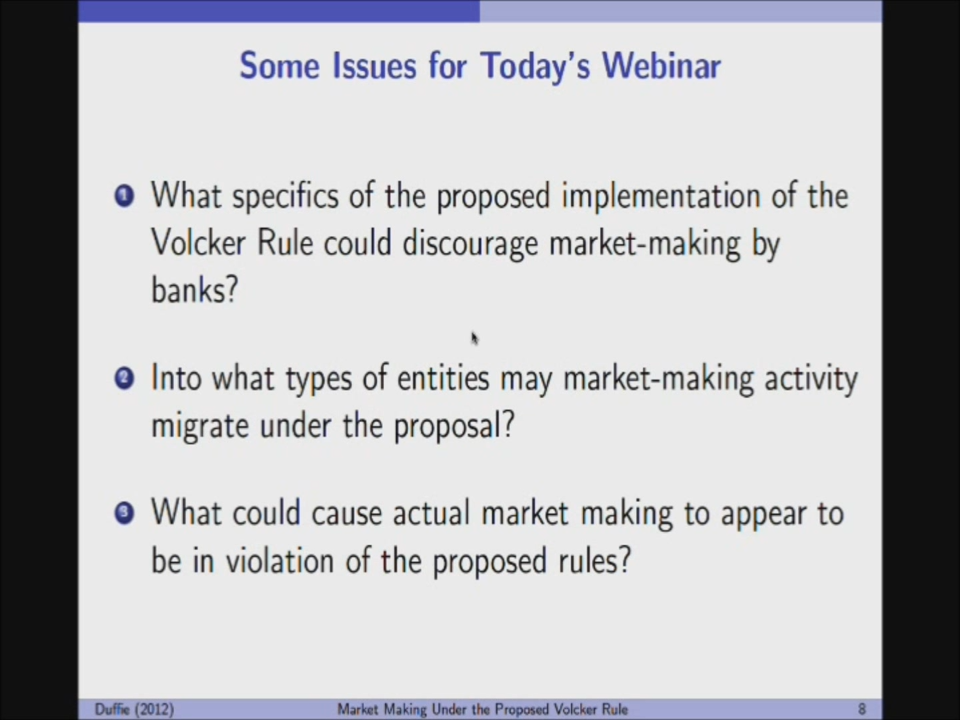 Some Issues for Today's Webinar
1 What specifics of the proposed implementation of the
Volcker Rule could discourage market-making by
banks?
2 Into what types of entities may market-making activity
migrate under the proposal?
3 What could cause actual market making to appear to
be in violation of the proposed rules?
Duffie (2012) Market Making Under the Proposed Volcker Rule 8